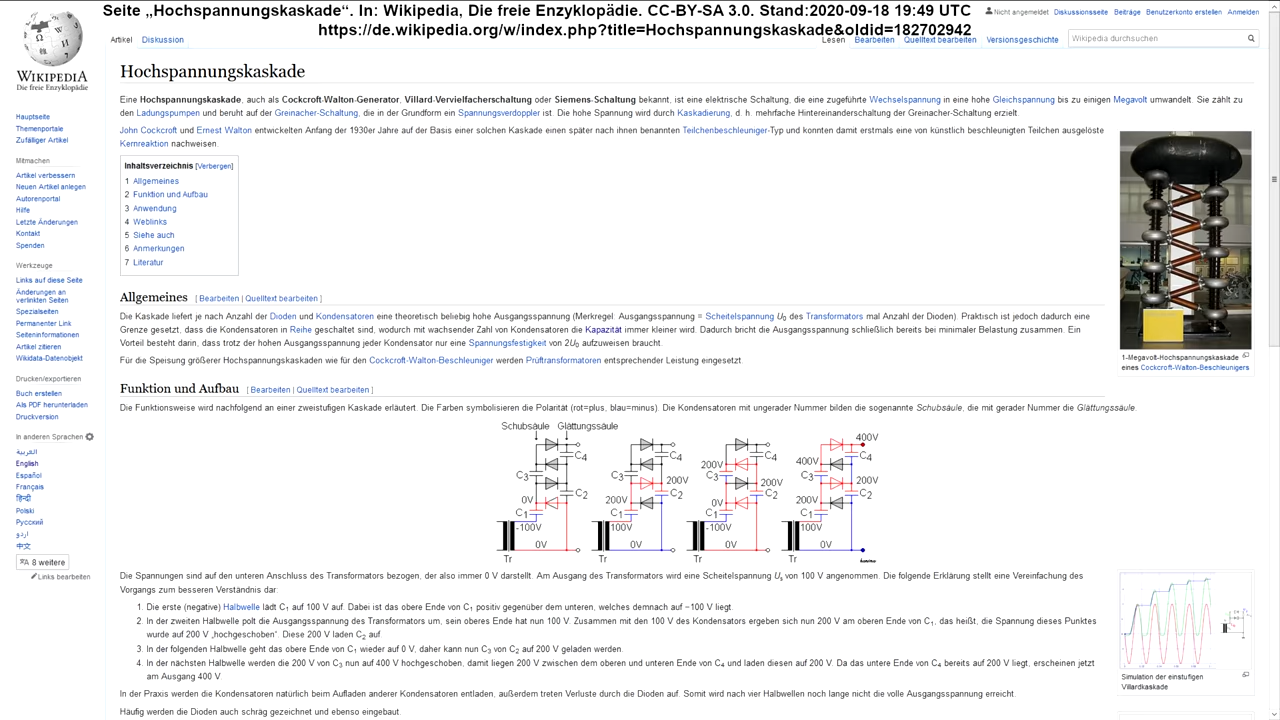 Seite „Hochspannungskaskade“. In: Wikipedia, Die freie Enzyklopädie. CC-BY-SA 3.0. Stand:2020-09-18 19:49 UTC
https://de.wikipedia.org/w/index.php?title=Hochspannungskaskade&oldid=182702942
Nicht angemeldet Diskussionsseite Beiträge Benutzerkonto erstellen Anmelden
Artikel Diskussion Lesen Bearbeiten Quelltext bearbeiten Versionsgeschichte Wikipedia durchsuchen
WIKIPEDIA
Die freie Enzyklopädie
Hauptseite
Themenportale
Zufälliger Artikel
Mitmachen
Artikel verbessern
Neuen Artikel anlegen
Autorenportal
Hilfe
Letzte Änderungen
Kontakt
Spenden
Werkzeuge
Links auf diese Seite
Änderungen an
verlinkten Seiten
Spezialseiten
Permanenter Link
Seiteninformationen
Artikel zitieren
Wikidata-Datenobjekt
Drucken/exportieren
Buch erstellen
Als PDF herunterladen
Druckversion
In anderen Sprachen
العربية
English
Español
Français
हिन्दी
Polski
Русский
اردو
中文
8 weitere
Links bearbeiten
Hochspannungskaskade
Eine Hochspannungskaskade, auch als Cockcroft-Walton-Generator, Villard-Vervielfacherschaltung oder Siemens-Schaltung bekannt, ist eine elektrische Schaltung, die eine zugeführte Wechselspannung in eine hohe Gleichspannung bis zu einigen Megavolt umwandelt. Sie zählt zu
den Ladungspumpen und beruht auf der Greinacher-Schaltung, die in der Grundform ein Spannungsverdoppler ist. Die hohe Spannung wird durch Kaskadierung, d. h. mehrfache Hintereinanderschaltung der Greinacher-Schaltung erzielt.
John Cockcroft und Ernest Walton entwickelten Anfang der 1930er Jahre auf der Basis einer solchen Kaskade einen später nach ihnen benannten Teilchenbeschleuniger-Typ und konnten damit erstmals eine von künstlich beschleunigten Teilchen ausgelöste
Kernreaktion nachweisen.
Inhaltsverzeichnis [Verbergen]
1 Allgemeines
2 Funktion und Aufbau
3 Anwendung
4 Weblinks
5 Siehe auch
6 Anmerkungen
7 Literatur
1-Megavolt-Hochspannungskaskade
eines Cockcroft-Walton-Beschleunigers
Allgemeines [ Bearbeiten | Quelltext bearbeiten ]
Die Kaskade liefert je nach Anzahl der Dioden und Kondensatoren eine theoretisch beliebig hohe Ausgangsspannung (Merkregel: Ausgangsspannung = Scheitelspannung U₀ des Transformators mal Anzahl der Dioden). Praktisch ist jedoch dadurch eine
Grenze gesetzt, dass die Kondensatoren in Reihe geschaltet sind, wodurch mit wachsender Zahl von Kondensatoren die Kapazität immer kleiner wird. Dadurch bricht die Ausgangsspannung schließlich bereits bei minimaler Belastung zusammen. Ein
Vorteil besteht darin, dass trotz der hohen Ausgangsspannung jeder Kondensator nur eine Spannungsfestigkeit von 2U₀ aufzuweisen braucht.
Für die Speisung größerer Hochspannungskaskaden wie für den Cockcroft-Walton-Beschleuniger werden Prüftransformatoren entsprechender Leistung eingesetzt
Funktion und Aufbau [ Bearbeiten | Quelltext bearbeiten ]
Die Funktionsweise wird nachfolgend an einer zweistufigen Kaskade erläutert. Die Farben symbolisieren die Polarität (rot=plus, blau=minus). Die Kondensatoren mit ungerader Nummer bilden die sogenannte Schubsäule, die mit gerader Nummer die Glättungssäule.
Schubsäule Glättungssäule
400V
C4 C4 C4 400V C4
200V
C3 C3 200V C3 200V C3 200V
C2 C2 C2 C2
0V 200V 0V 200V
C1 C1 C1 C1
-100V 100V -100V 100V
0V 0V 0V 0V
Tr Tr Tr Tr
Die Spannungen sind auf den unteren Anschluss des Transformators bezogen, der also immer 0 V darstellt. Am Ausgang des Transformators wird eine Scheitelspannung Uₛ von 100 V angenommen. Die folgende Erklärung stellt eine Vereinfachung des
Vorgangs zum besseren Verständnis dar:
1. Die erste (negative) Halbwelle lädt C₁ auf 100 V auf. Dabei ist das obere Ende von C₁ positiv gegenüber dem unteren, welches demnach auf −100 V liegt.
2. In der zweiten Halbwelle polt die Ausgangsspannung des Transformators um, sein oberes Ende hat nun 100 V. Zusammen mit den 100 V des Kondensators ergeben sich nun 200 V am oberen Ende von C₁, das heißt, die Spannung dieses Punktes
wurde auf 200 V „hochgeschoben“. Diese 200 V laden C₂ auf.
3. In der folgenden Halbwelle geht das obere Ende von C₁ wieder auf 0 V, daher kann nun C₃ von C₂ auf 200 V geladen werden.
4. In der nächsten Halbwelle werden die 200 V von C₃ nun auf 400 V hochgeschoben, damit liegen 200 V zwischen dem oberen und unteren Ende von C₄ und laden diesen auf 200 V. Da das untere Ende von C₄ bereits auf 200 V liegt, erscheinen jetzt
am Ausgang 400 V.
In der Praxis werden die Kondensatoren natürlich beim Aufladen anderer Kondensatoren entladen, außerdem treten Verluste durch die Dioden auf. Somit wird nach vier Halbwellen noch lange nicht die volle Ausgangsspannung erreicht.
Häufig werden die Dioden auch schräg gezeichnet und ebenso eingebaut.
Simulation der einstufigen
Villardkaskade